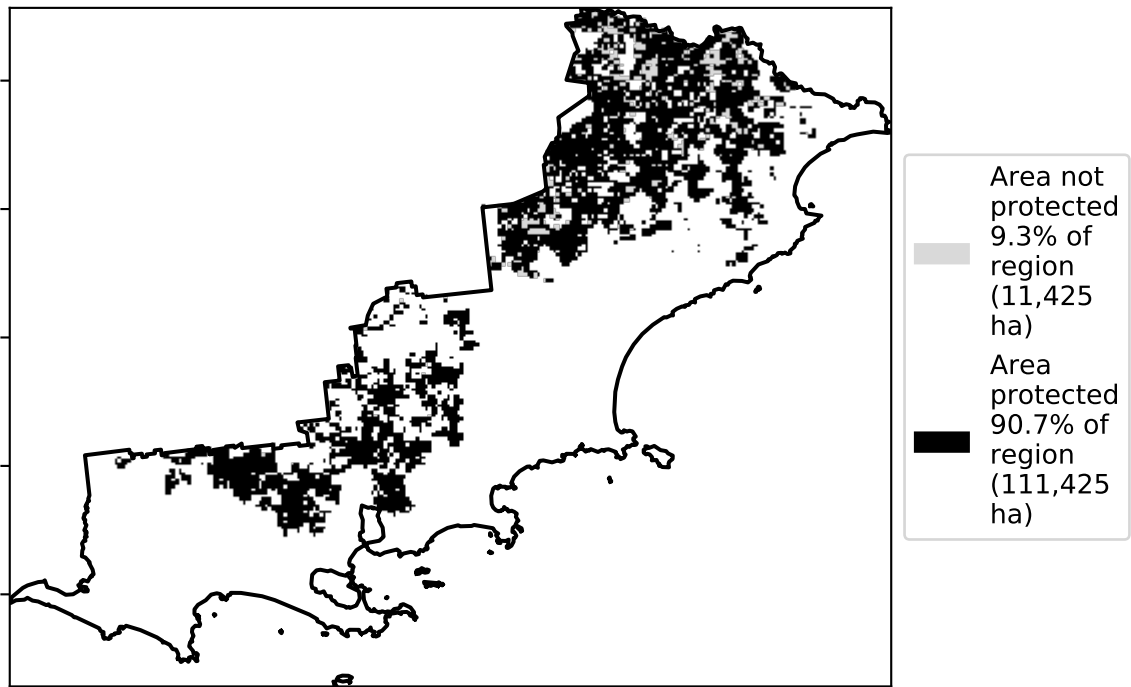 Area not
protected
9.3% of
region
(11,425
ha)
Area
protected
90.7% of
region
(111,425
ha)